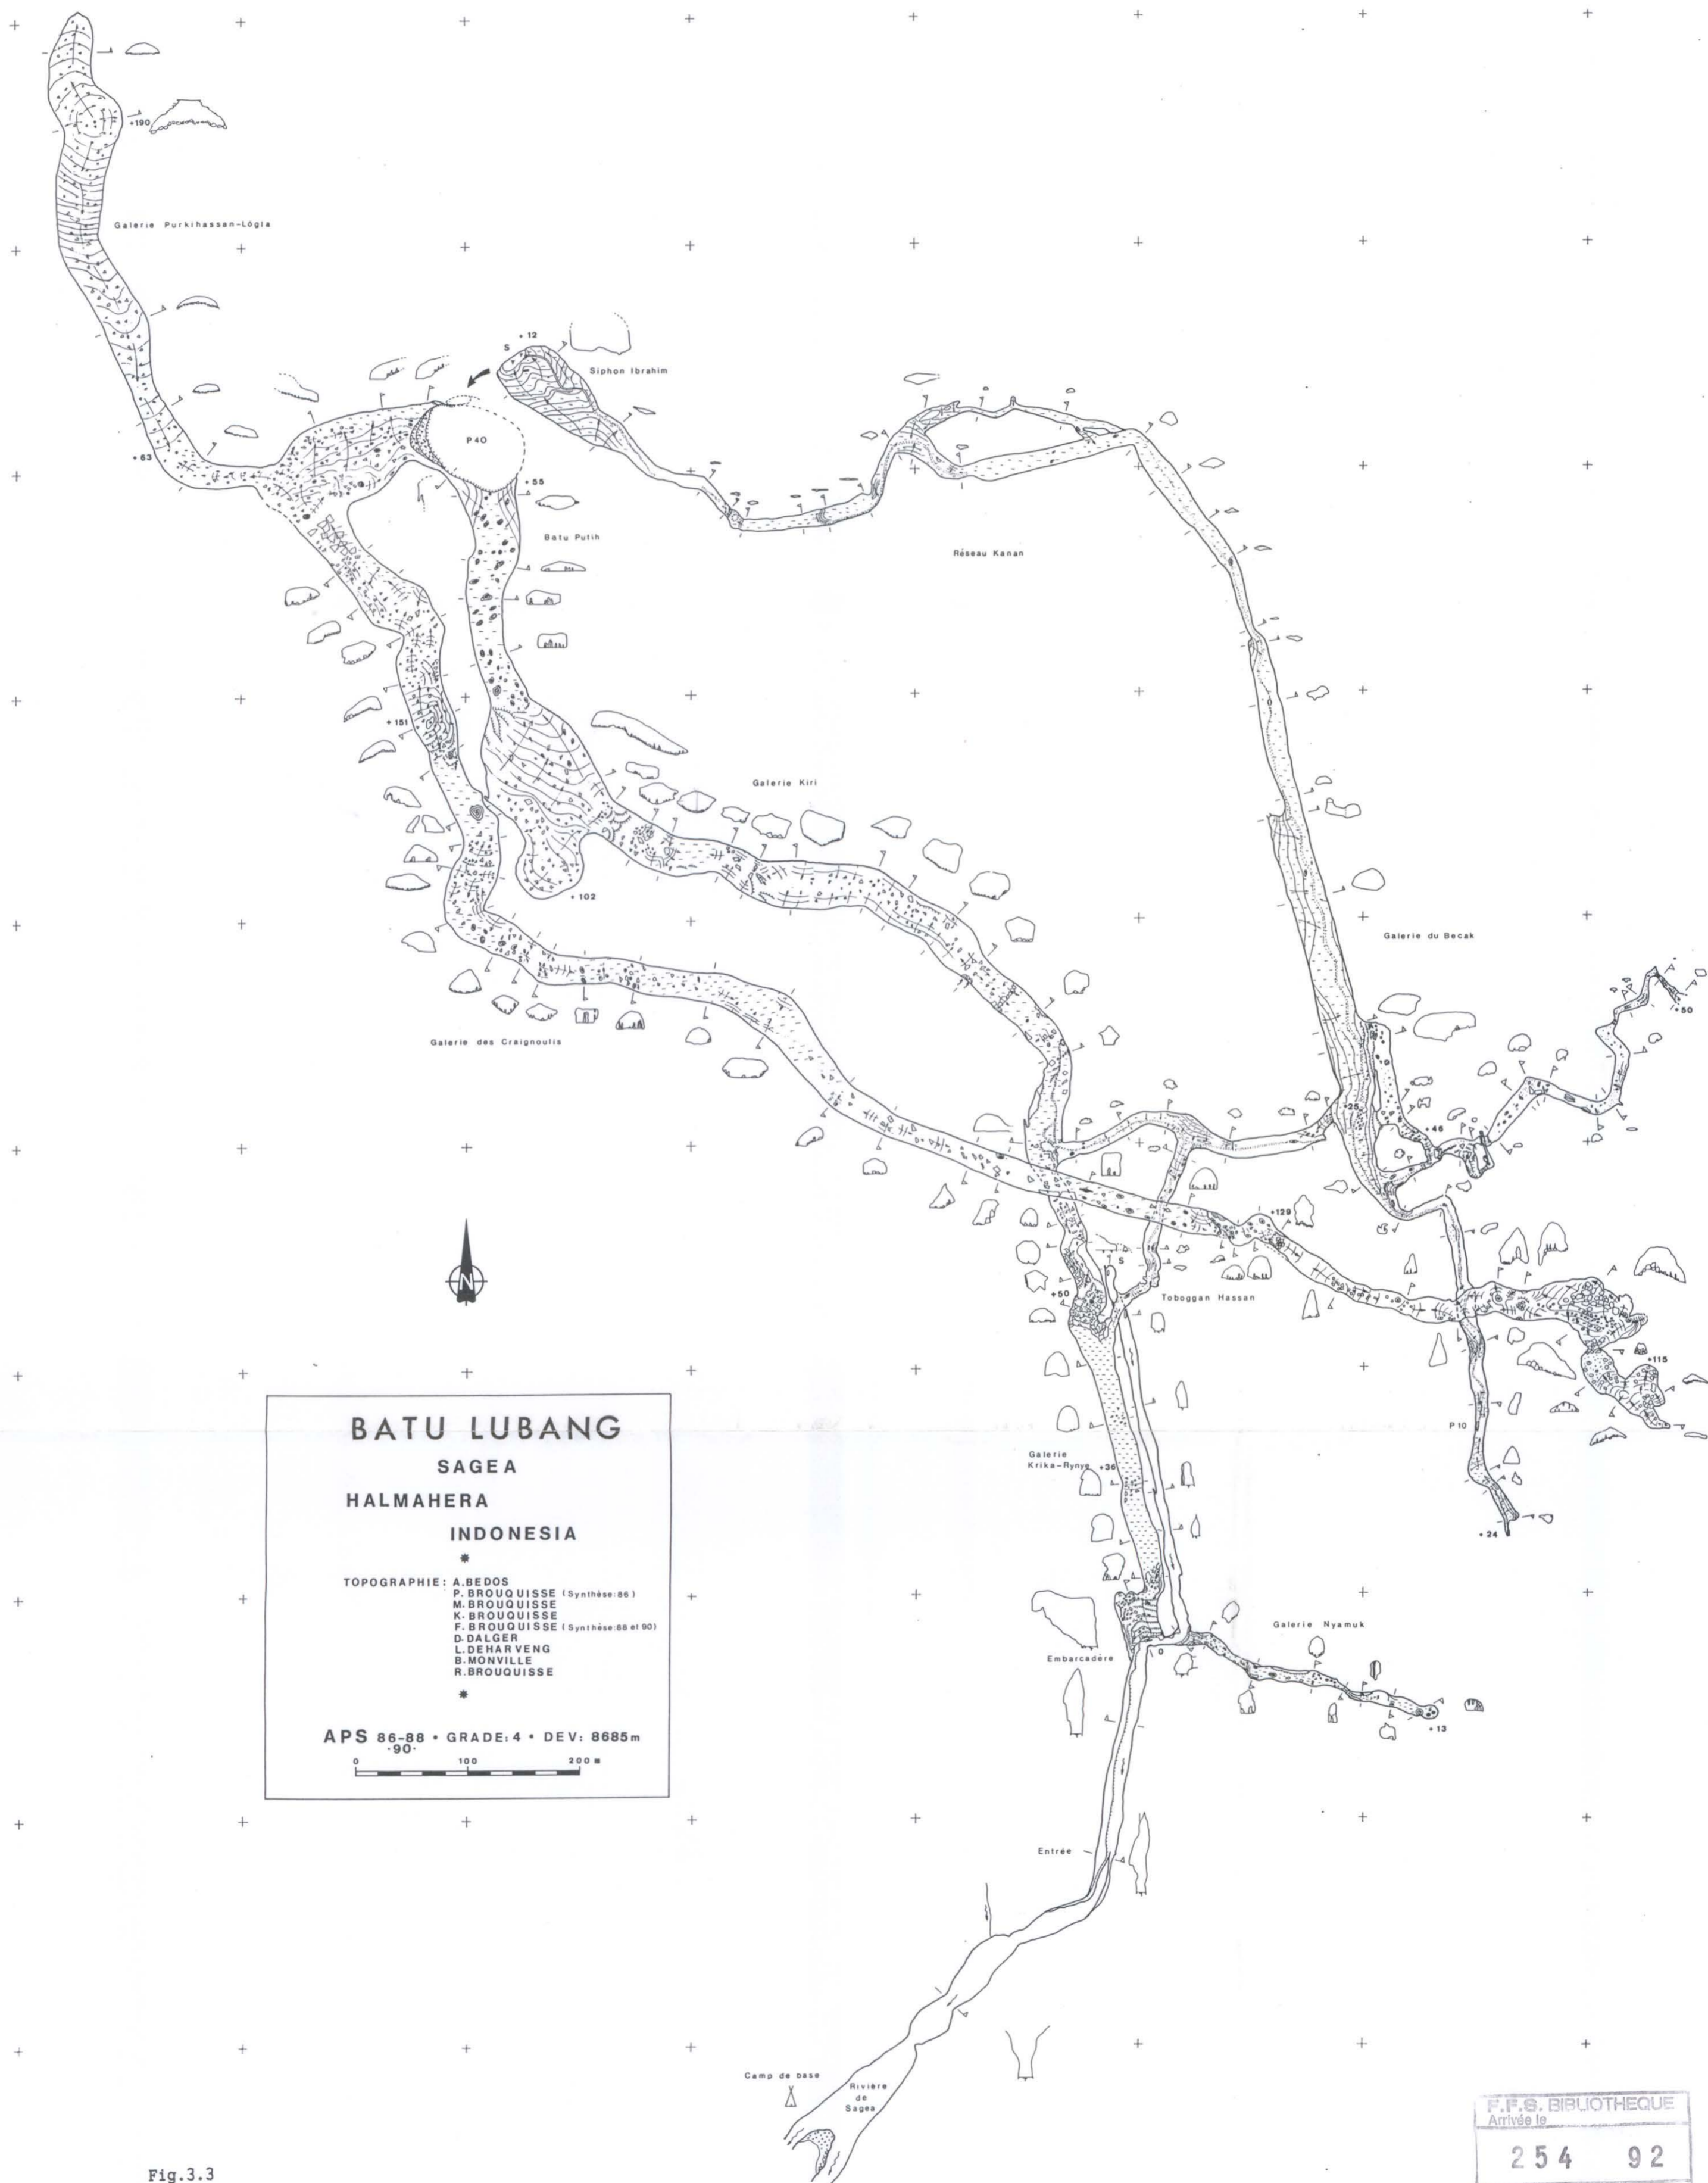 +190
Galerie Purkihassan-Lögla
+12
S
Siphon Ibrahim
P40
+63
+55
Batu Putih
Réseau Kanan
+151
Galerie Kiri
+102
Galerie du Becak
+50
Galerie des Craignoulis
+25
+46
+129
N
S
+50
Toboggan Hassan
+115
P10
Galerie
Krika-Rynye +36
+24
BATU LUBANG
SAGEA
HALMAHERA
INDONESIA
TOPOGRAPHIE: A.BEDOS
P. BROUQUISSE (Synthèse:86)
M. BROUQUISSE
K. BROUQUISSE
F. BROUQUISSE (Synthèse:88 et 90)
D. DALGER
L. DEHARVENG
B. MONVILLE
R. BROUQUISSE
APS 86-88 • GRADE: 4 • DEV: 8685m
·90·
0 100 200 m
Galerie Nyamuk
Embarcadère
0
+13
Entrée
Camp de base
Rivière
de
Sagea
F.F.S. BIBLIOTHEQUE
Arrivée le
254 92
Fig.3.3